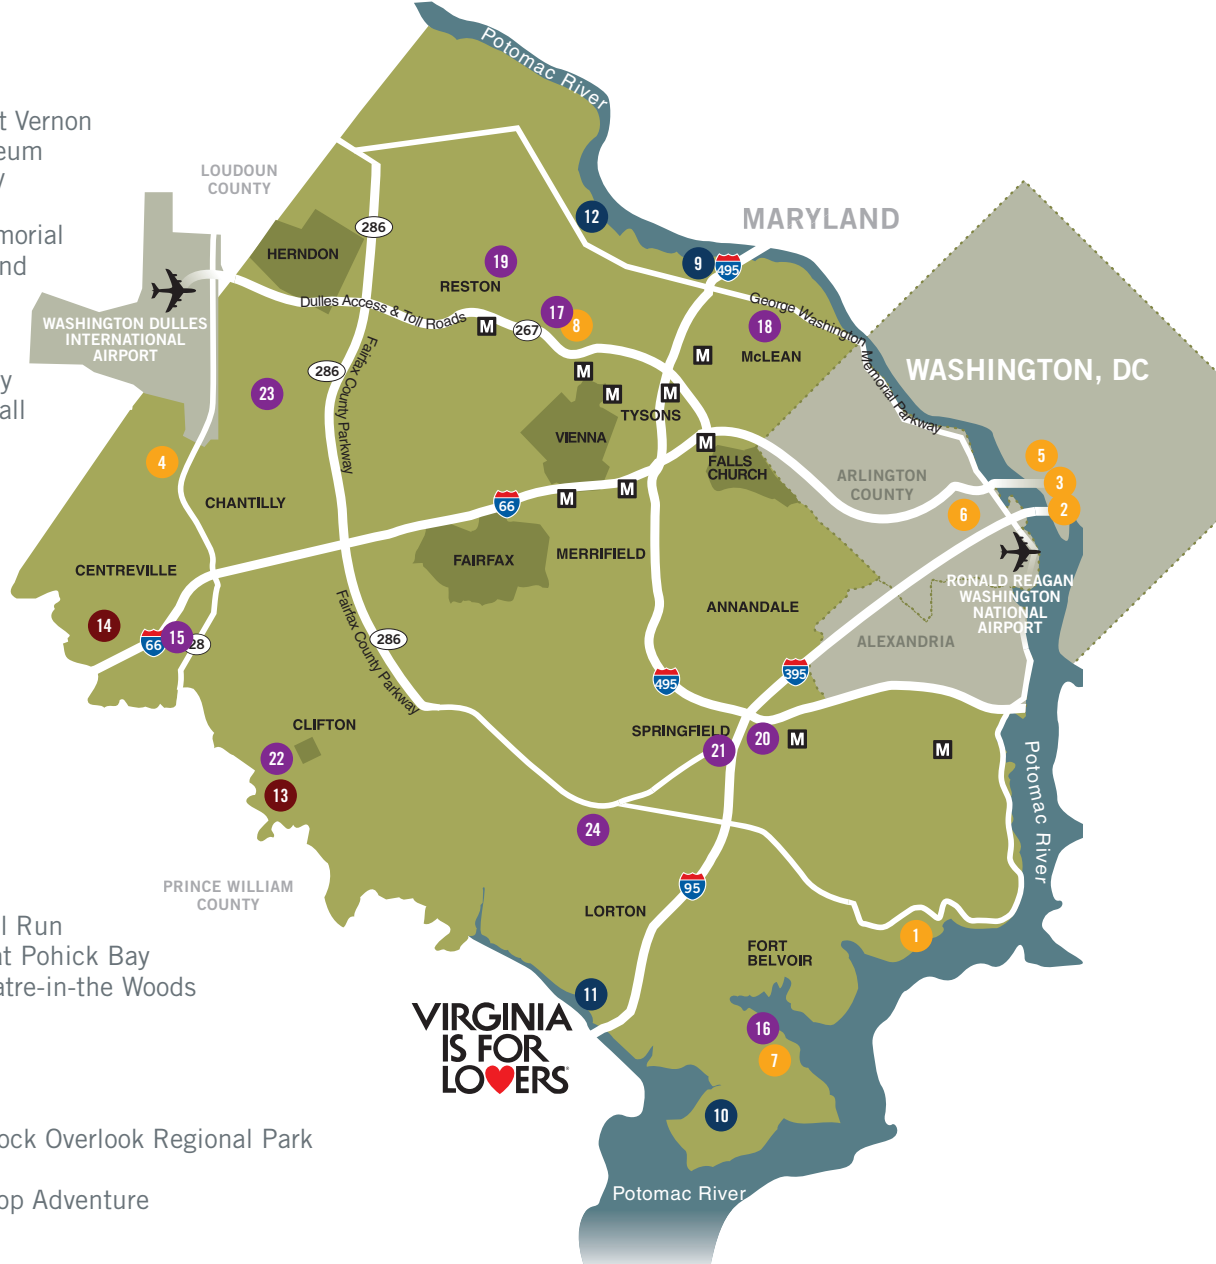 t Vernon
eum
y
morial
nd
y
all
l Run
at Pohick Bay
atre-in-the Woods
ock Overlook Regional Park
op Adventure
Potomac River
LOUDOUN
COUNTY
MARYLAND
286
HERNDON
12
9
495
19
RESTON
WASHINGTON DULLES
INTERNATIONAL
AIRPORT
Dulles Access & Toll Roads
M
267
17
8
George Washington Memorial Parkway
18
McLEAN
M
WASHINGTON, DC
286
Fairfax County Parkway
23
M
M
M
TYSONS
VIENNA
M
FALLS
CHURCH
4
5
ARLINGTON
COUNTY
3
2
6
CHANTILLY
66
M
M
FAIRFAX
MERRIFIELD
CENTREVILLE
RONALD REAGAN
WASHINGTON
NATIONAL
AIRPORT
ANNANDALE
ALEXANDRIA
14
66
15
28
Fairfax County Parkway
286
495
395
CLIFTON
SPRINGFIELD
21
20
M
M
22
13
Potomac River
24
PRINCE WILLIAM
COUNTY
95
LORTON
1
FORT
BELVOIR
11
VIRGINIA
IS FOR
LOVERS
16
7
10
Potomac River